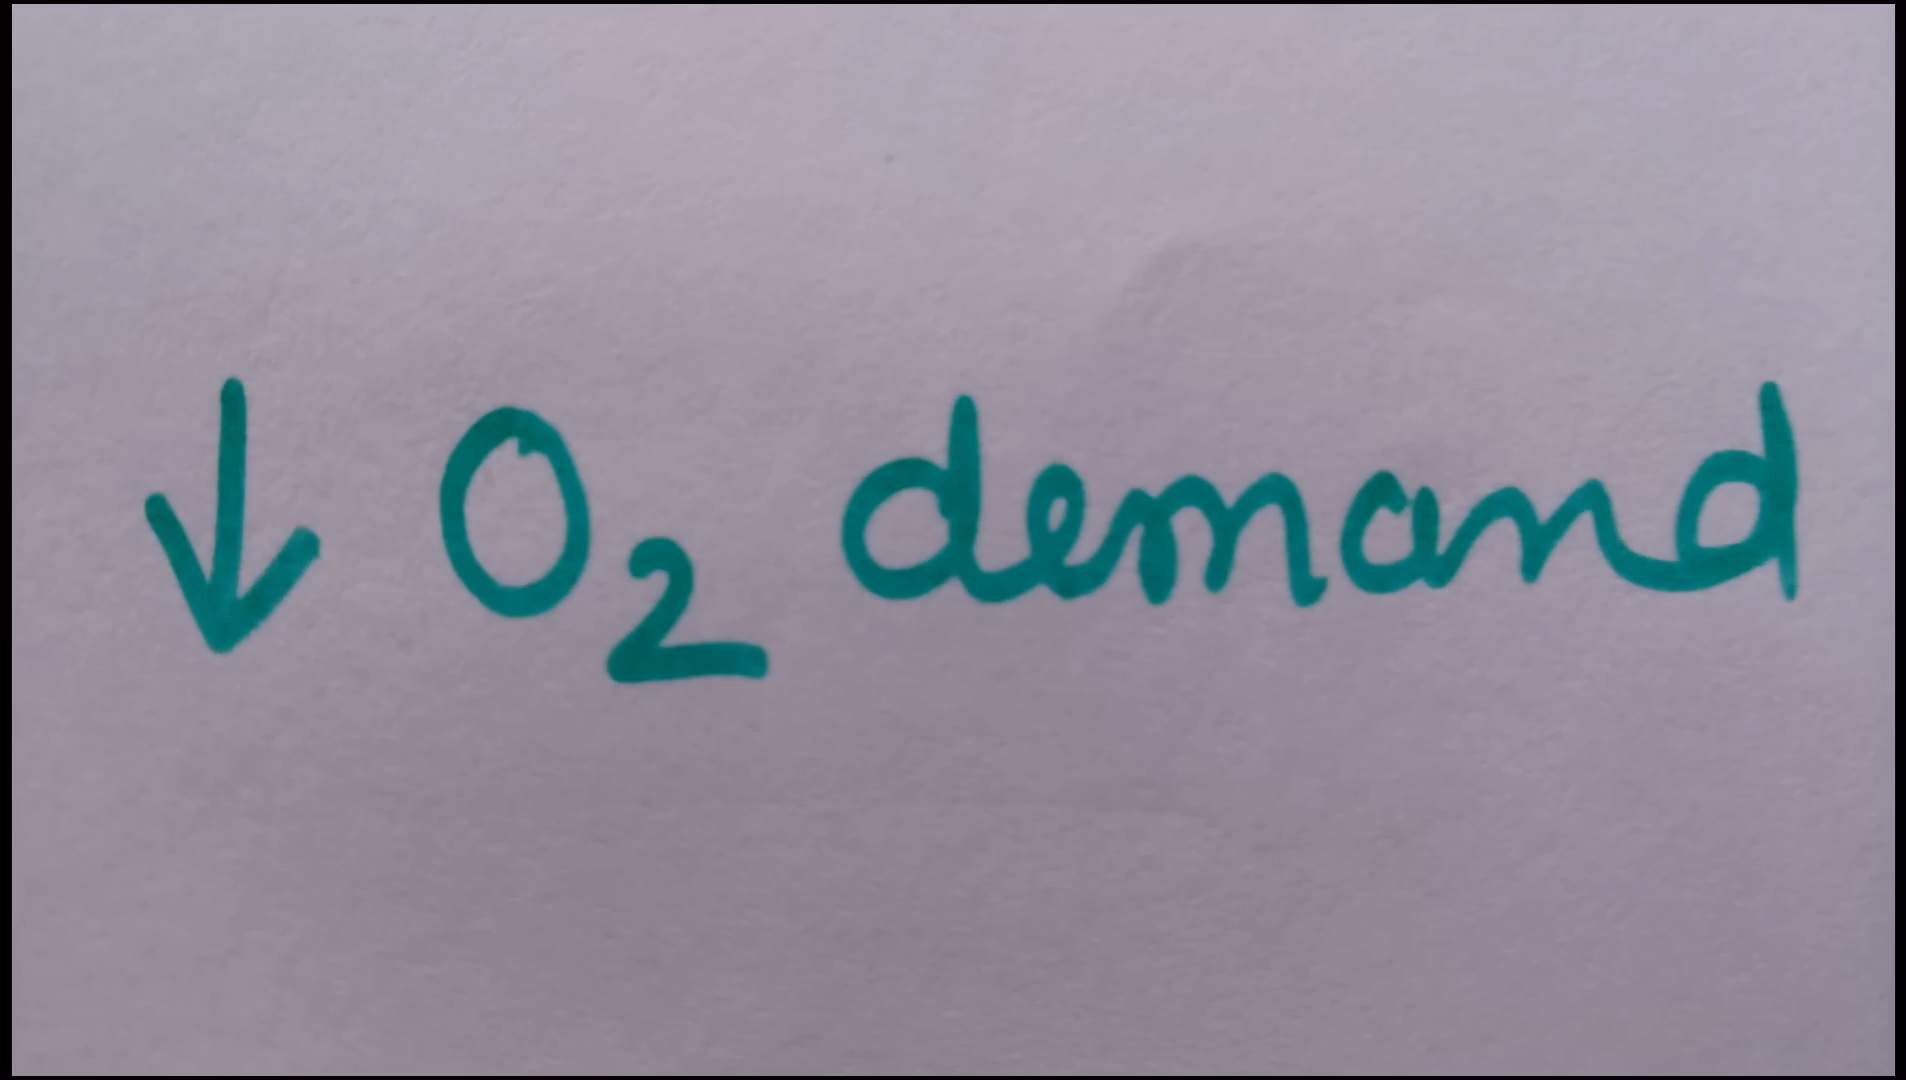 ↓ O₂ demand